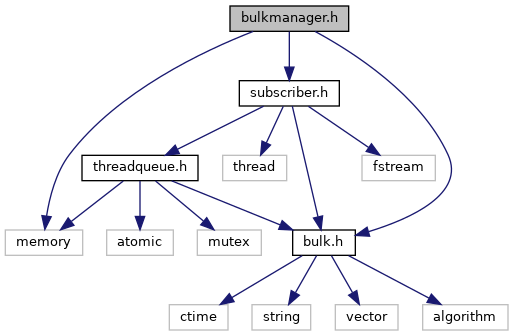 bulkmanager.h
subscriber.h
threadqueue.h
thread
fstream
memory
atomic
mutex
bulk.h
ctime
string
vector
algorithm